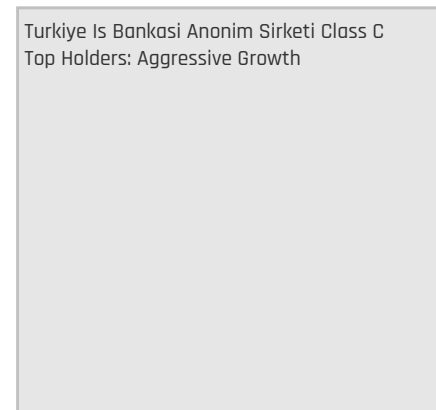 Turkiye Is Bankasi Anonim Sirketi Class C
Top Holders: Aggressive Growth